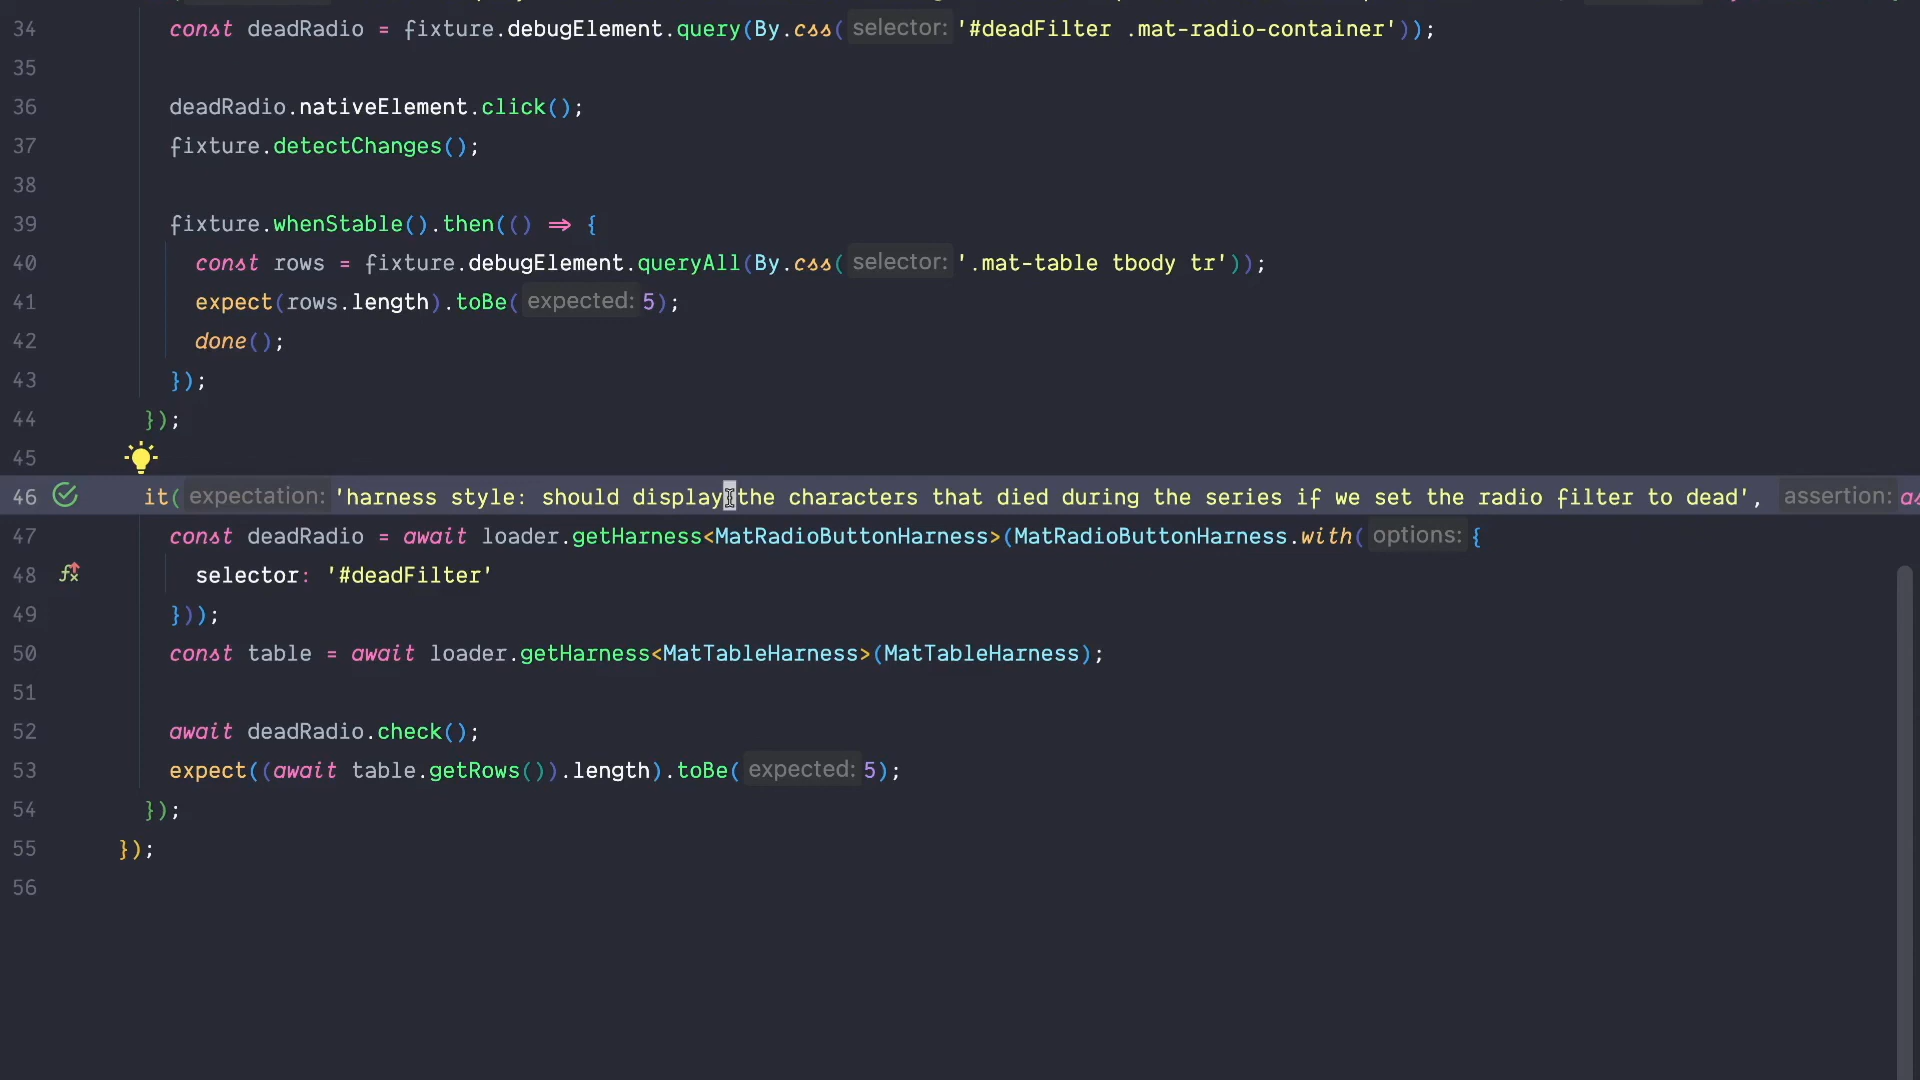 34 const deadRadio = fixture.debugElement.query(By.css( selector: '#deadFilter .mat-radio-container'));
35
36 deadRadio.nativeElement.click();
37 fixture.detectChanges();
38
39 fixture.whenStable().then(() => {
40 const rows = fixture.debugElement.queryAll(By.css( selector: '.mat-table tbody tr'));
41 expect(rows.length).toBe( expected: 5);
42 done();
43 });
44 });
45
46 it( expectation: 'harness style: should display the characters that died during the series if we set the radio filter to dead', assertion: as
47 const deadRadio = await loader.getHarness<MatRadioButtonHarness>(MatRadioButtonHarness.with( options: {
48 selector: '#deadFilter'
49 }));
50 const table = await loader.getHarness<MatTableHarness>(MatTableHarness);
51
52 await deadRadio.check();
53 expect((await table.getRows()).length).toBe( expected: 5);
54 });
55 });
56